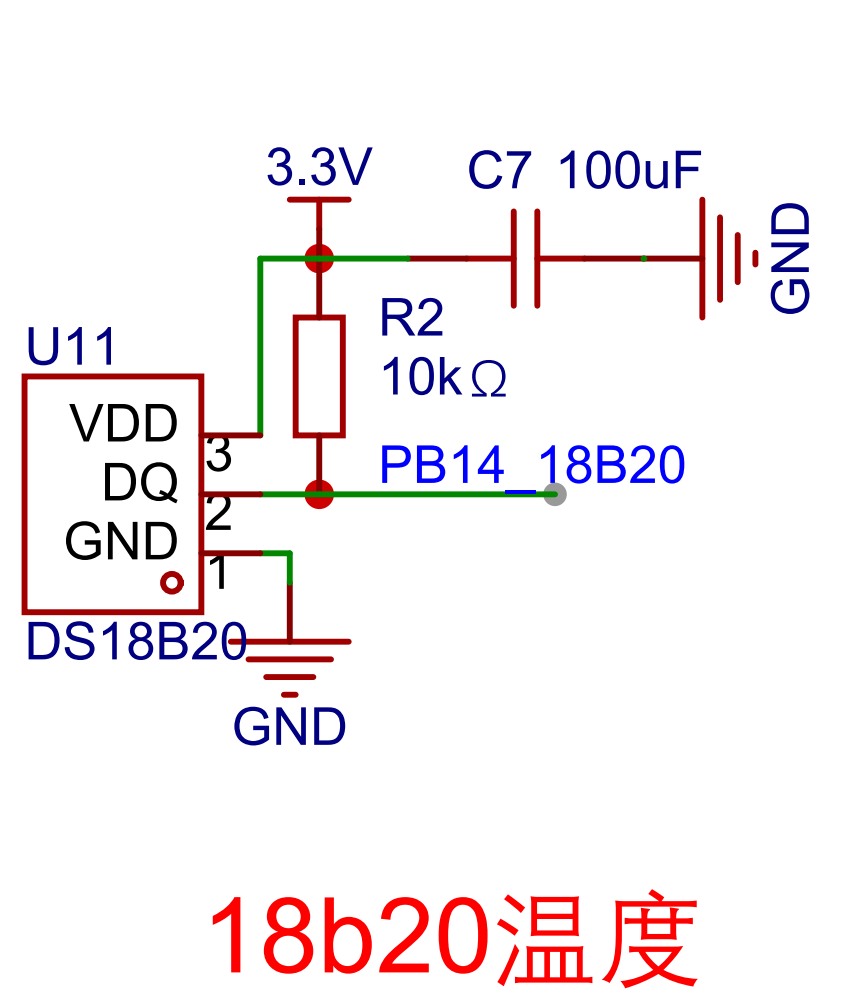 3.3V
C7 100uF
GND
R2
10kΩ
U11
VDD
3
DQ
2
GND
1
PB14_18B20
DS18B20
GND
18b20温度